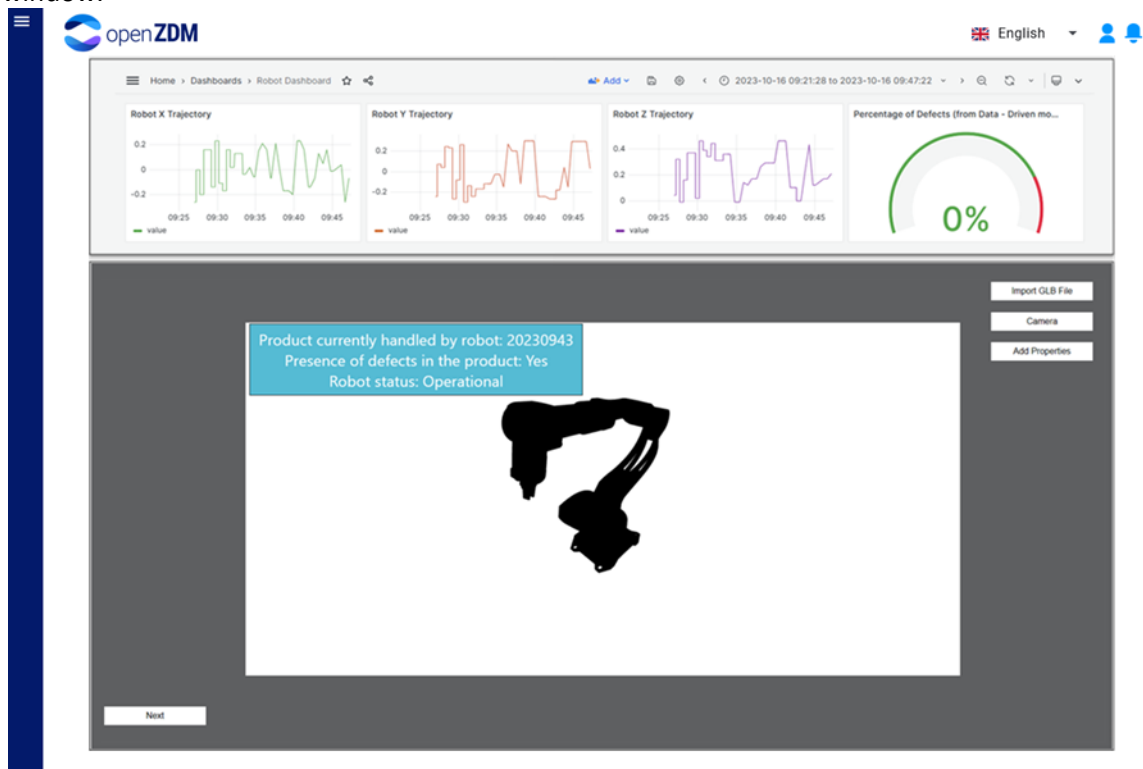 window.
openZDM
English
Home › Dashboards › Robot Dashboard
Add
2023-10-16 09:21:28 to 2023-10-16 09:47:22
Robot X Trajectory
0.2
0
-0.2
09:25 09:30 09:35 09:40 09:45
value
Robot Y Trajectory
0.2
0
-0.2
09:25 09:30 09:35 09:40 09:45
value
Robot Z Trajectory
0.4
0.2
0
09:25 09:30 09:35 09:40 09:45
value
Percentage of Defects (from Data - Driven mo...
0%
Import GLB File
Camera
Add Properties
Product currently handled by robot: 20230943
Presence of defects in the product: Yes
Robot status: Operational
Next